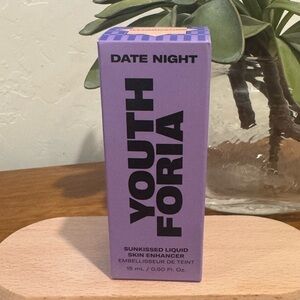 DATE NIGHT
YOUTH
FORIA
SUNKISSED LIQUID
SKIN ENHANCER
EMBELLISSEUR DE TEINT
15 mL / 0.50 Fl. Oz.